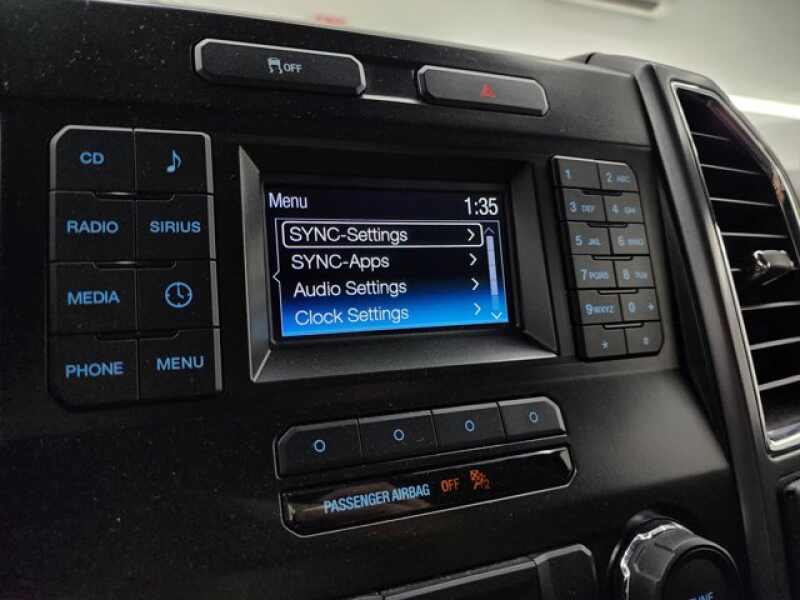 OFF
CD
RADIO SIRIUS
MEDIA
PHONE MENU
Menu 1:35
SYNC-Settings >
SYNC-Apps >
Audio Settings >
Clock Settings >
1 2 ABC
3 DEF 4 GHI
5 JKL 6 MNO
7 PQRS 8 TUV
9 WXYZ 0 +
*
PASSENGER AIRBAG OFF 2
TUNE